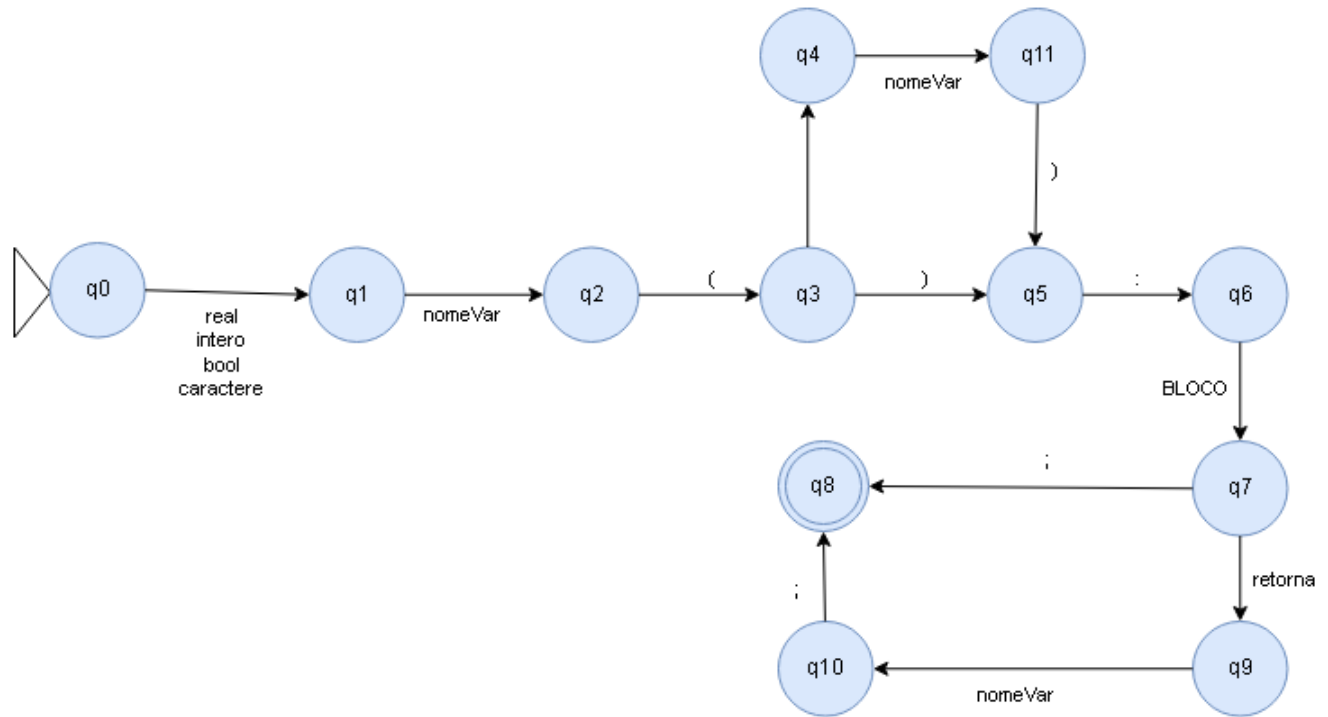 q4
q11
nomeVar
)
q0
q1
q2
(
q3
)
q5
:
q6
real
intero
bool
caractere
nomeVar
BLOCO
q8
;
q7
;
retorna
q10
q9
nomeVar